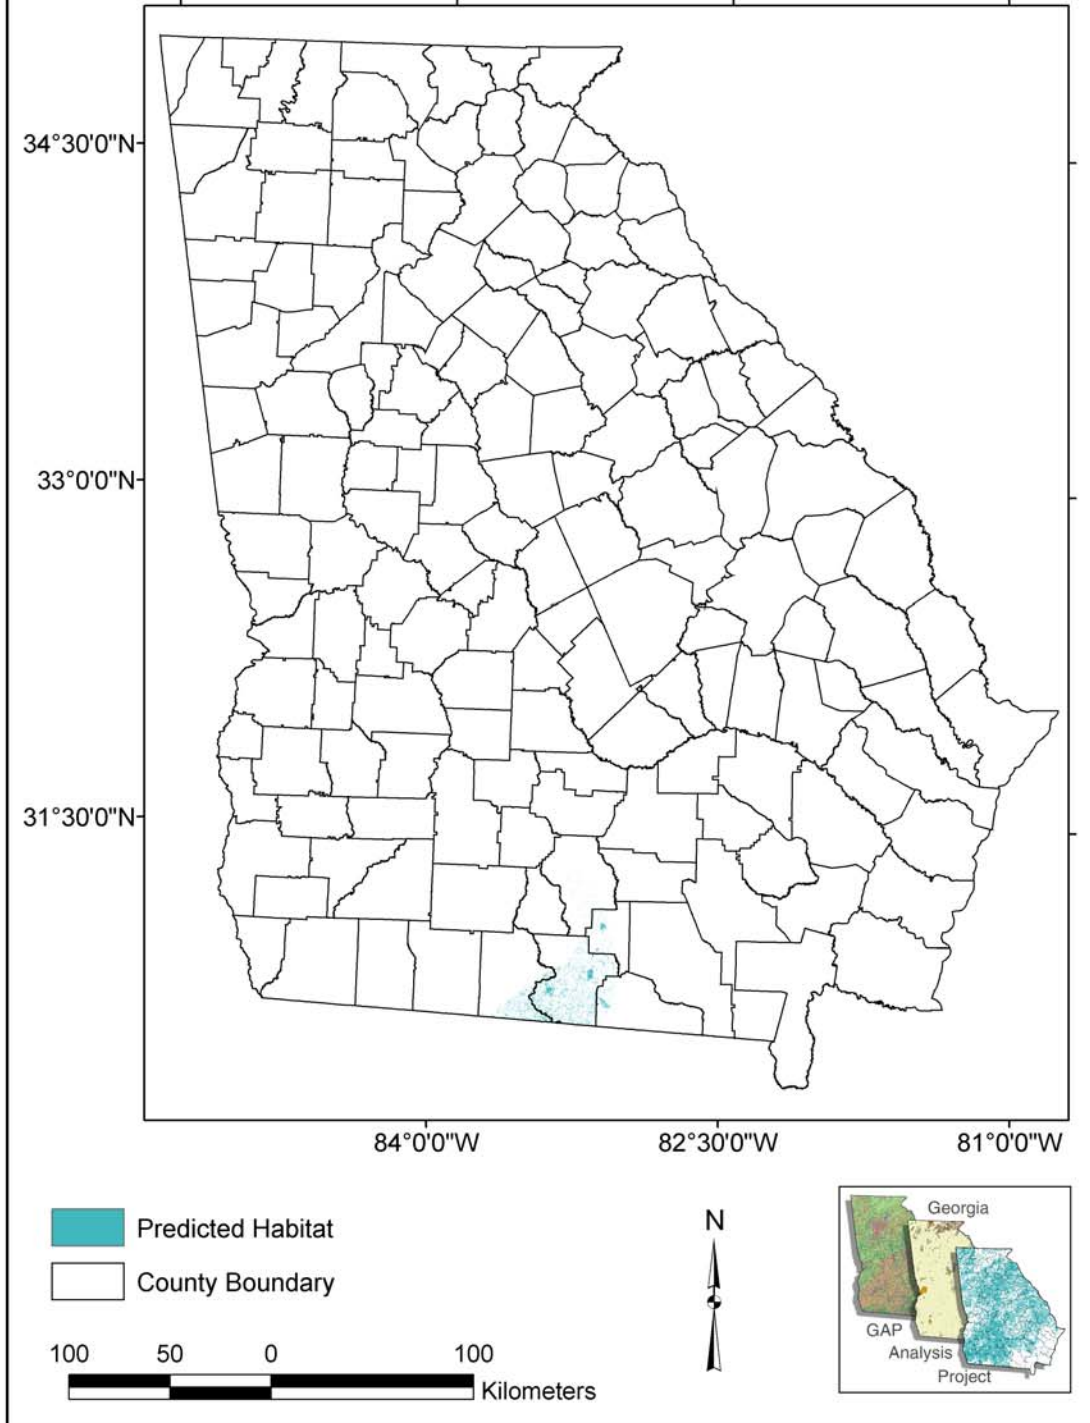 34°30'0"N
33°0'0"N
31°30'0"N
84°0'0"W 82°30'0"W 81°0'0"W
Predicted Habitat
County Boundary
100 50 0 100
Kilometers
N
Georgia
GAP
Analysis
Project